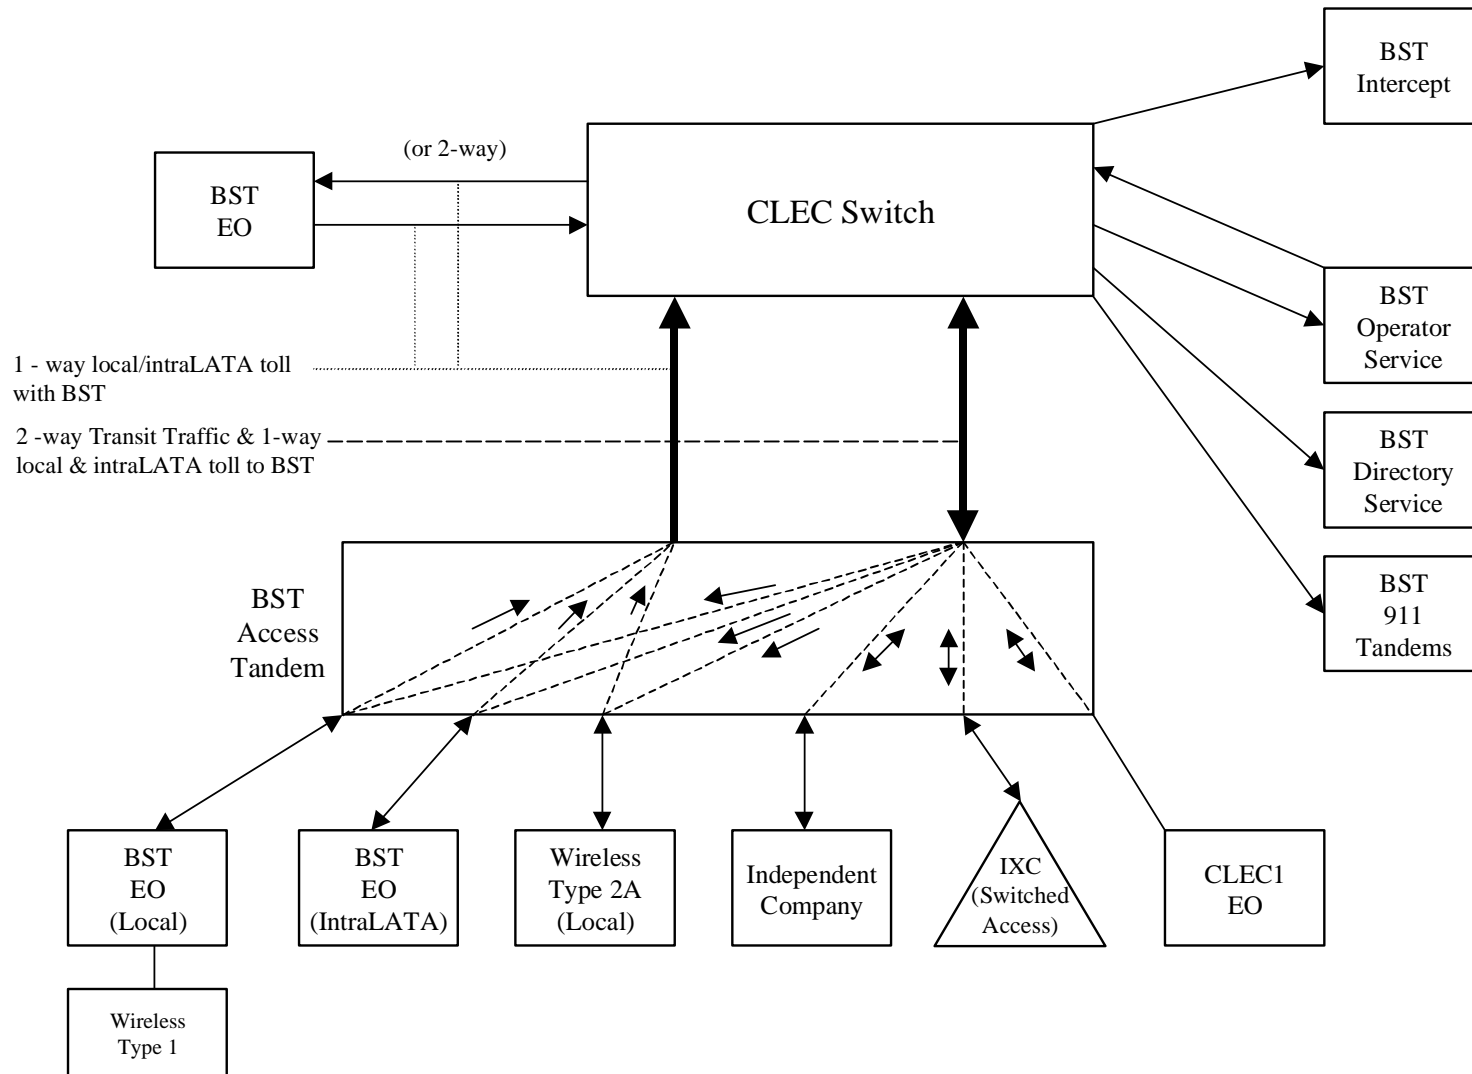 BST
Intercept
(or 2-way)
BST
EO
CLEC Switch
BST
Operator
Service
1 - way local/intraLATA toll
with BST
2 -way Transit Traffic & 1-way
local & intraLATA toll to BST
BST
Directory
Service
BST
Access
Tandem
BST
911
Tandems
BST
EO
(Local)
BST
EO
(IntraLATA)
Wireless
Type 2A
(Local)
Independent
Company
IXC
(Switched
Access)
CLEC1
EO
Wireless
Type 1